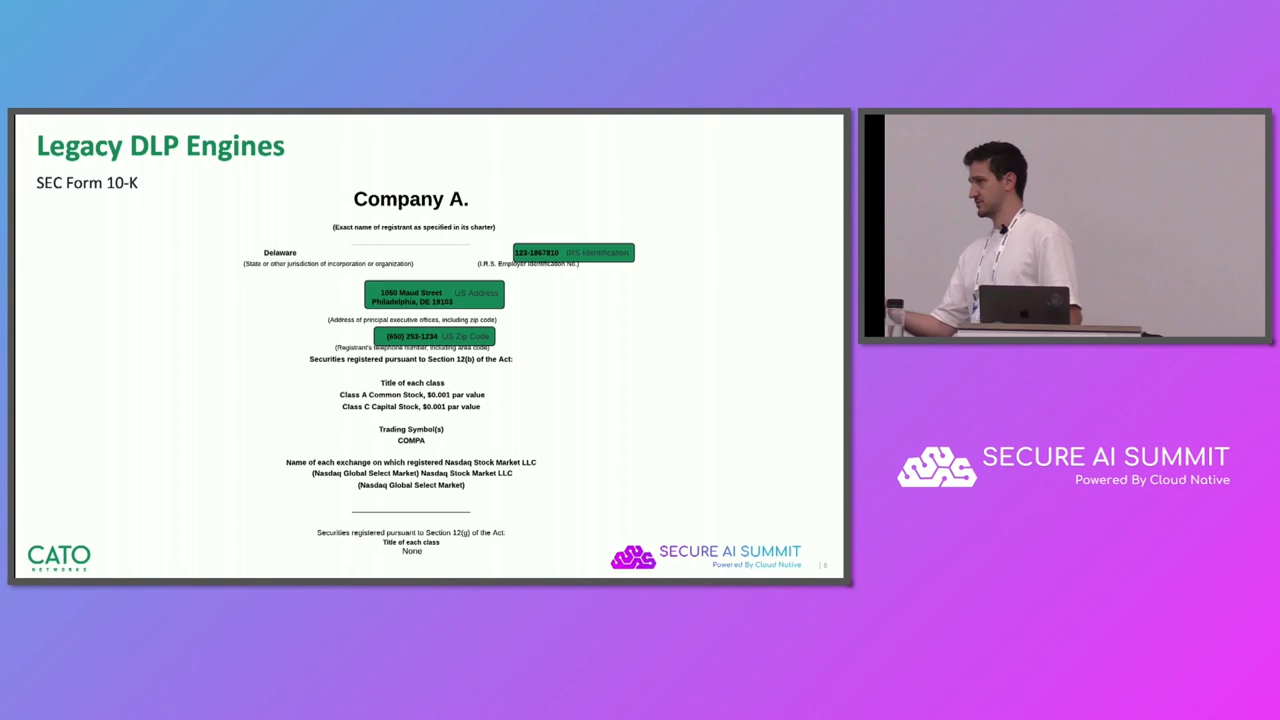 Legacy DLP Engines
SEC Form 10-K
Company A.
(Exact name of registrant as specified in its charter)
Delaware
(State or other jurisdiction of incorporation or organization)
123-1867810 IRS Identification
(I.R.S. Employer Identification No.)
1050 Maud Street US Address
Philadelphia, DE 19103
(Address of principal executive offices, including zip code)
(650) 253-1234 US Zip Code
(Registrant's telephone number, including area code)
Securities registered pursuant to Section 12(b) of the Act:
Title of each class
Class A Common Stock, $0.001 par value
Class C Capital Stock, $0.001 par value
Trading Symbol(s)
COMPA
Name of each exchange on which registered Nasdaq Stock Market LLC
(Nasdaq Global Select Market) Nasdaq Stock Market LLC
(Nasdaq Global Select Market)
Securities registered pursuant to Section 12(g) of the Act:
Title of each class
None
CATO
NETWORKS
SECURE AI SUMMIT
Powered By Cloud Native
| 6
SECURE AI SUMMIT
Powered By Cloud Native